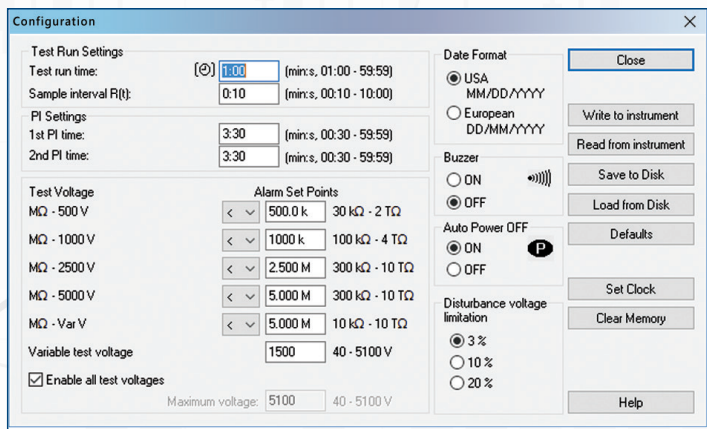 Configuration
Test Run Settings
Test run time: 1:00 (min:s, 01:00 - 59:59)
Sample interval R(t): 0:10 (min:s, 00:10 - 10:00)
PI Settings
1st PI time: 3:30 (min:s, 00:30 - 59:59)
2nd PI time: 3:30 (min:s, 00:30 - 59:59)
Test Voltage Alarm Set Points
MΩ - 500 V < 500.0 k 30 kΩ - 2 TΩ
MΩ - 1000 V < 1000 k 100 kΩ - 4 TΩ
MΩ - 2500 V < 2.500 M 300 kΩ - 10 TΩ
MΩ - 5000 V < 5.000 M 300 kΩ - 10 TΩ
MΩ - Var V < 5.000 M 10 kΩ - 10 TΩ
Variable test voltage 1500 40 - 5100 V
Enable all test voltages
Maximum voltage: 5100 40 - 5100 V
Date Format
USA
MM/DD/YYYY
European
DD/MM/YYYY
Buzzer
ON
OFF
Auto Power OFF
ON P
OFF
Disturbance voltage
limitation
3 %
10 %
20 %
Close
Write to instrument
Read from instrument
Save to Disk
Load from Disk
Defaults
Set Clock
Clear Memory
Help